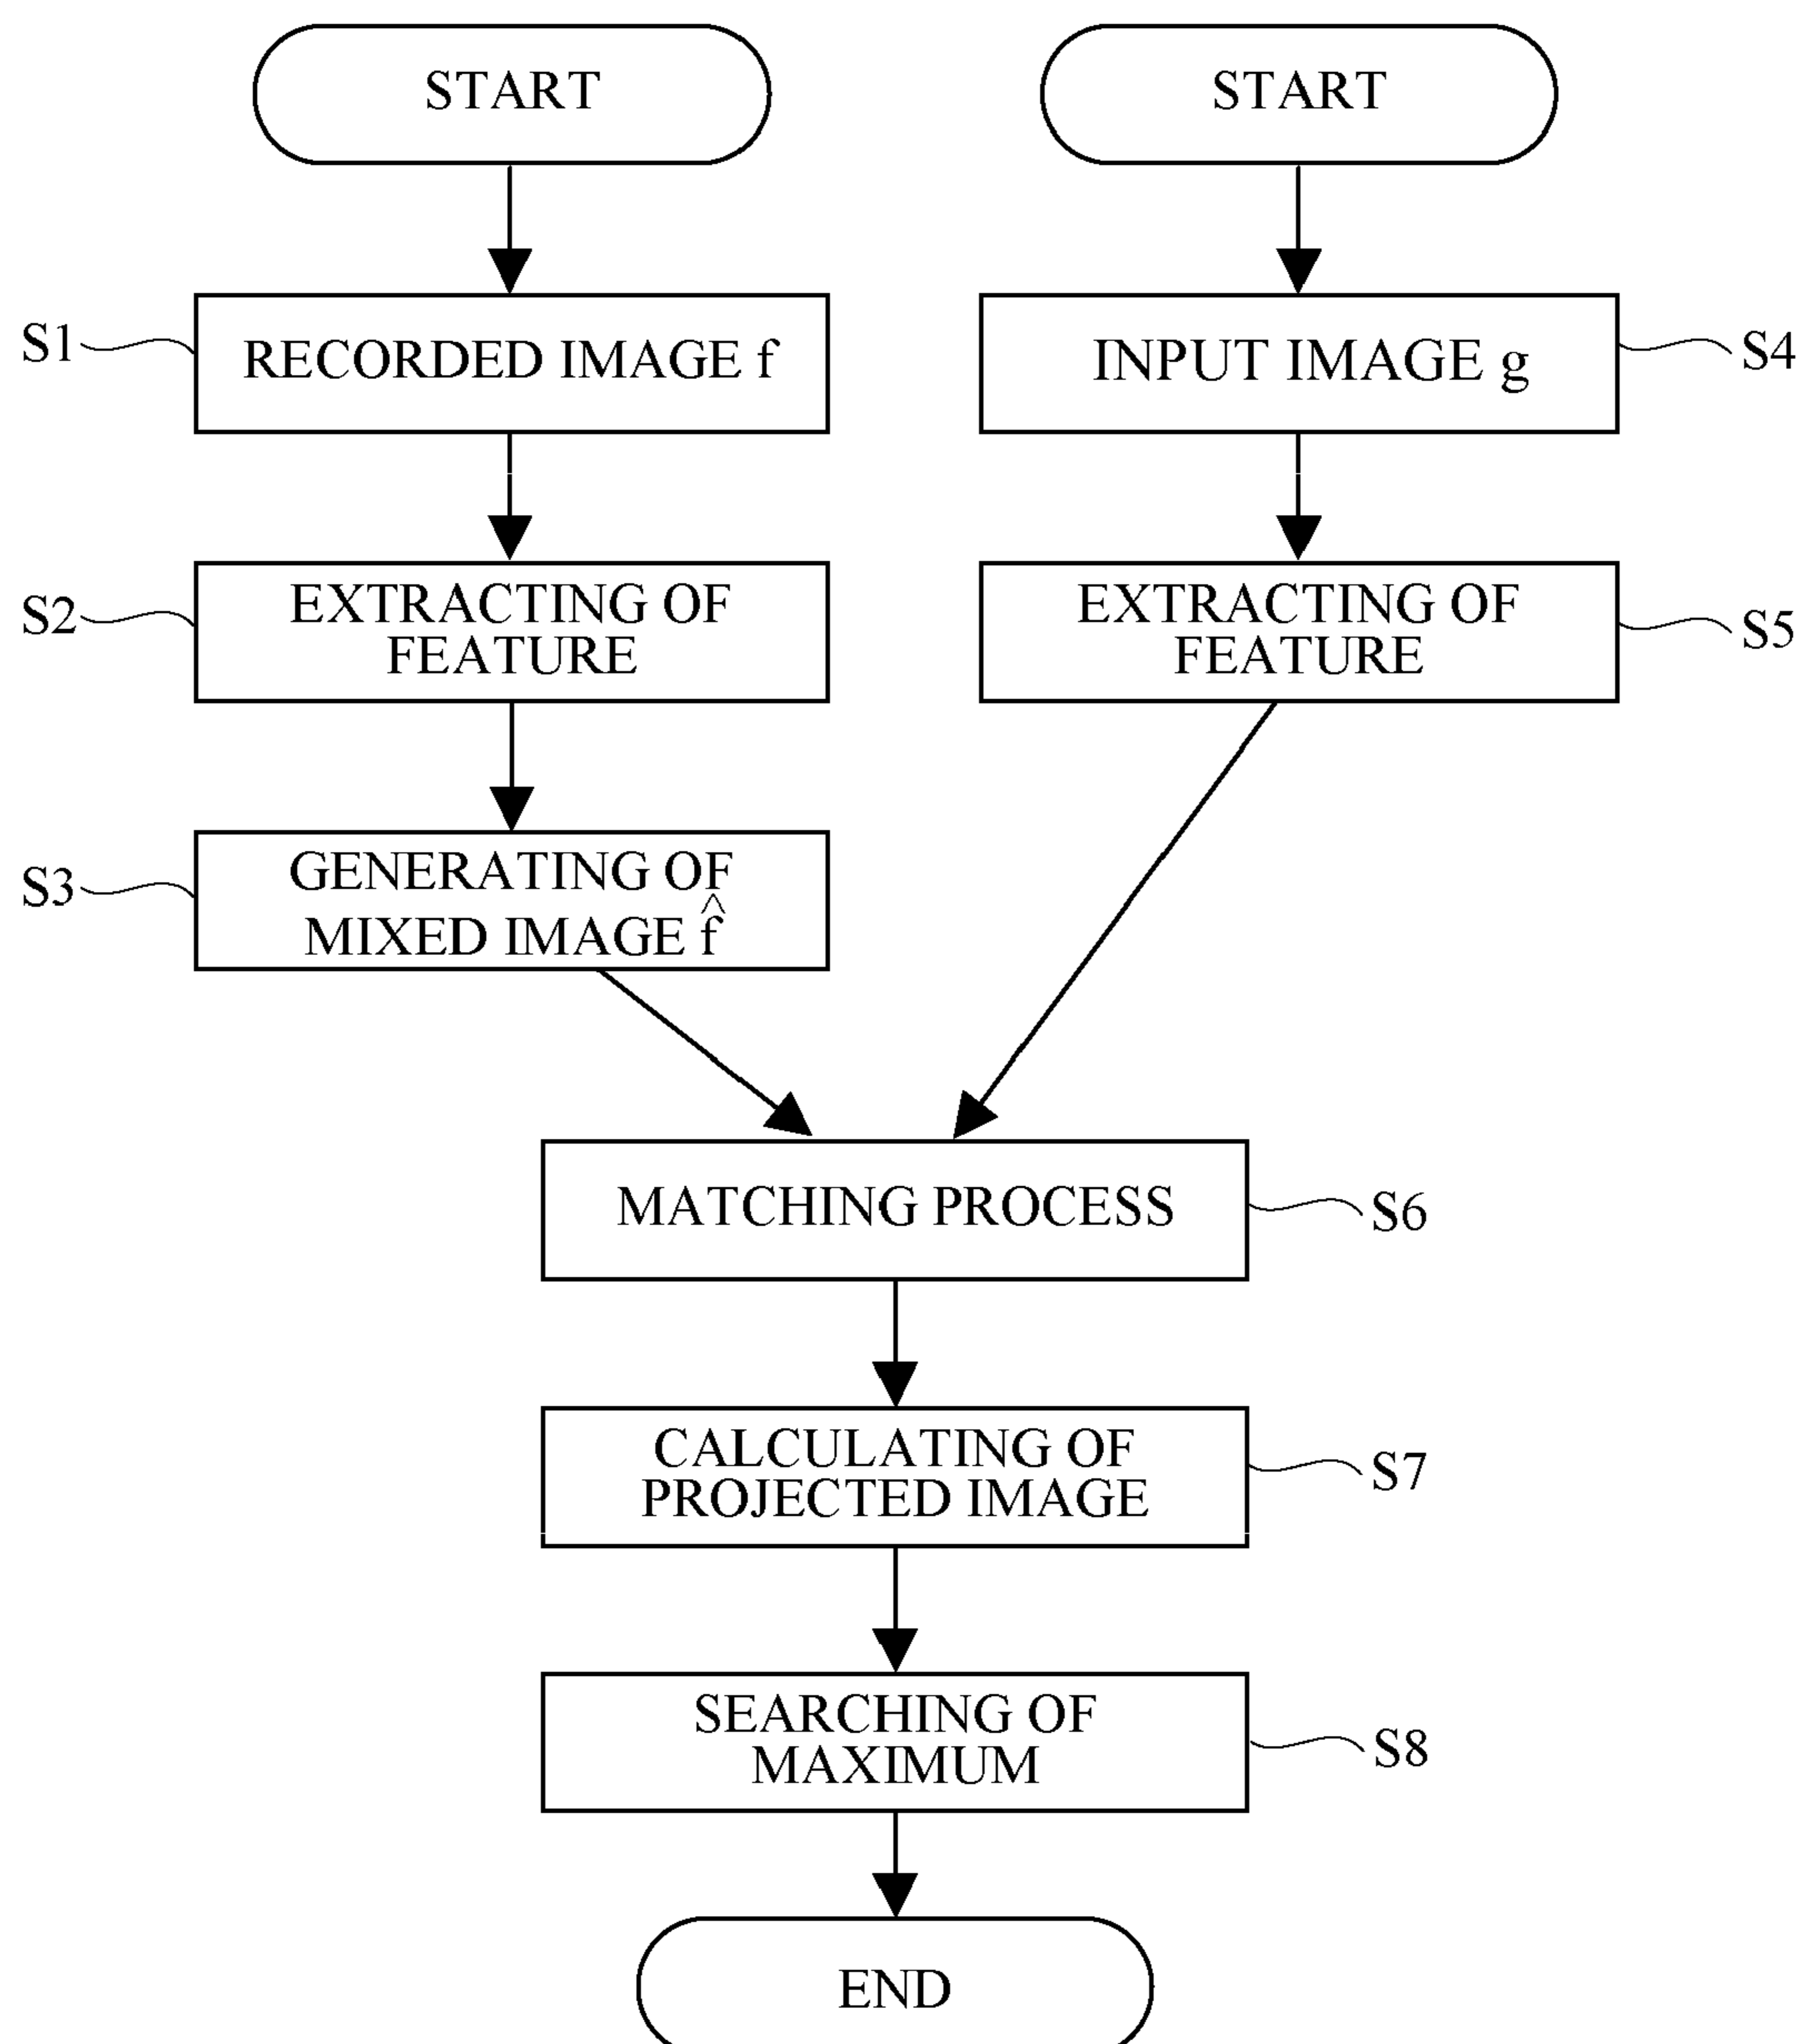 START
START
S1
RECORDED IMAGE f
INPUT IMAGE g
S4
S2
EXTRACTING OF
FEATURE
EXTRACTING OF
FEATURE
S5
S3
GENERATING OF
MIXED IMAGE f̂
MATCHING PROCESS
S6
CALCULATING OF
PROJECTED IMAGE
S7
SEARCHING OF
MAXIMUM
S8
END